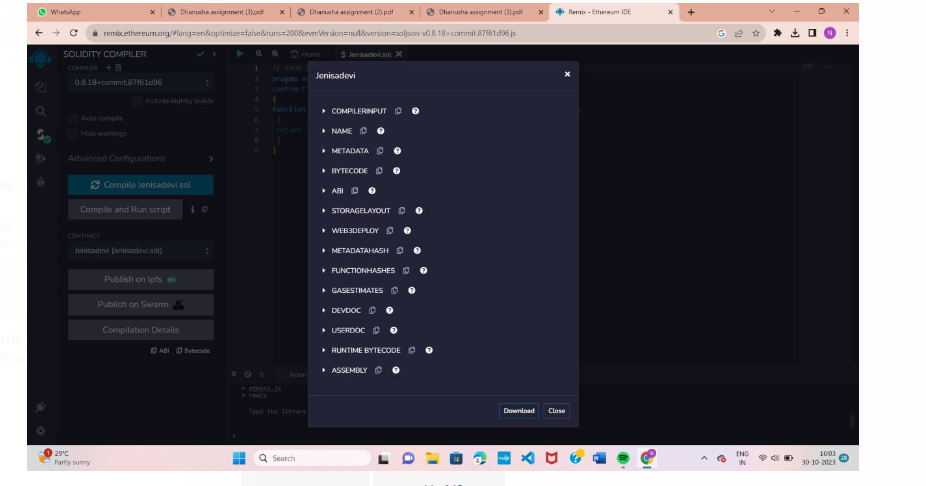 WhatsApp
Dhanusha assignment (3).pdf
Dhanusha assignment (2).pdf
Dhanusha assignment (3).pdf
Remix - Ethereum IDE
remix.ethereum.org/#lang=en&optimize=false&runs=200&evmVersion=null&version=soljson-v0.8.18+commit.87f61d96.js
N
SOLIDITY COMPILER
COMPILER
0.8.18+commit.87f61d96
Include nightly builds
Auto compile
Hide warnings
Advanced Configurations
Compile Jenisadevi.sol
Compile and Run script
CONTRACT
Jenisadevi (Jenisadevi.sol)
Publish on Ipfs
Publish on Swarm
Compilation Details
ABI Bytecode
Home
Jenisadevi.sol
1 //
2 pragma
3 contract
4 {
5 function
6 {
7 return
8 }
9 }
Jenisadevi
COMPILERINPUT
NAME
METADATA
BYTECODE
ABI
STORAGELAYOUT
WEB3DEPLOY
METADATAHASH
FUNCTIONHASHES
GASESTIMATES
DEVDOC
USERDOC
RUNTIME BYTECODE
ASSEMBLY
Download Close
0
ethers.js
remix
Type the library
29°C
Partly sunny
Search
ENG
IN
16:03
30-10-2023